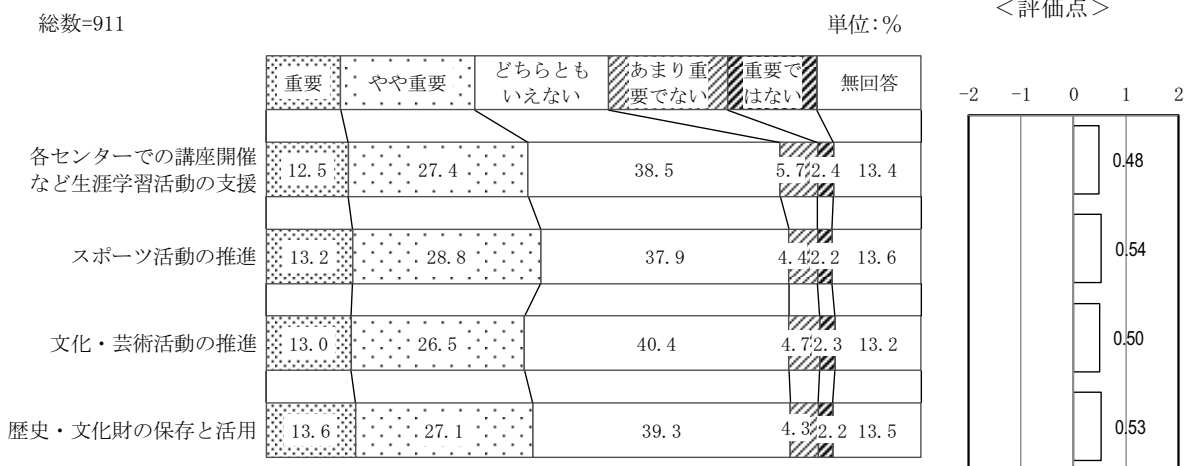 ＜評価点＞
総数=911
単位:％
重要
やや重要
どちらとも
いえない
あまり重
要でない
重要で
はない
無回答
-2 -1 0 1 2
各センターでの講座開催
など生涯学習活動の支援
12.5 27.4 38.5 5.7 2.4 13.4
0.48
スポーツ活動の推進
13.2 28.8 37.9 4.4 2.2 13.6
0.54
文化・芸術活動の推進
13.0 26.5 40.4 4.7 2.3 13.2
0.50
歴史・文化財の保存と活用
13.6 27.1 39.3 4.3 2.2 13.5
0.53